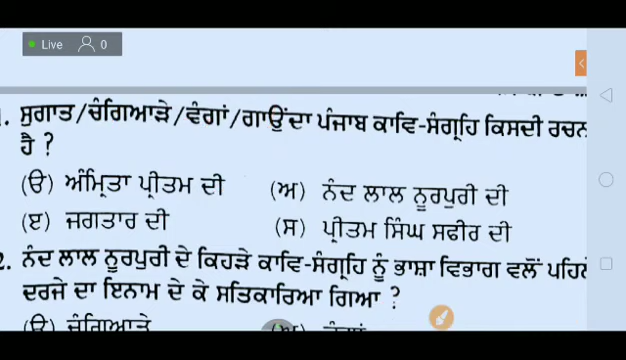 Live 0
. ਸੁਗਾਤ/ਚੰਗਿਆੜੇ/ਵੰਗਾਂ/ਗਾਉਂਦਾ ਪੰਜਾਬ ਕਾਵਿ-ਸੰਗ੍ਰਹਿ ਕਿਸਦੀ ਰਚਨ
ਹੈ ?
(ੳ) ਅੰਮ੍ਰਿਤਾ ਪ੍ਰੀਤਮ ਦੀ (ਅ) ਨੰਦ ਲਾਲ ਨੂਰਪੁਰੀ ਦੀ
(ੲ) ਜਗਤਾਰ ਦੀ (ਸ) ਪ੍ਰੀਤਮ ਸਿੰਘ ਸਫੀਰ ਦੀ
2. ਨੰਦ ਲਾਲ ਨੂਰਪੁਰੀ ਦੇ ਕਿਹੜੇ ਕਾਵਿ-ਸੰਗ੍ਰਹਿ ਨੂੰ ਭਾਸ਼ਾ ਵਿਭਾਗ ਵਲੋਂ ਪਹਿਲੇ
ਦਰਜੇ ਦਾ ਇਨਾਮ ਦੇ ਕੇ ਸਤਿਕਾਰਿਆ ਗਿਆ ?
(ੳ) ਚੰਗਿਆੜੇ (ਅ) ਵੰਗਾਂ